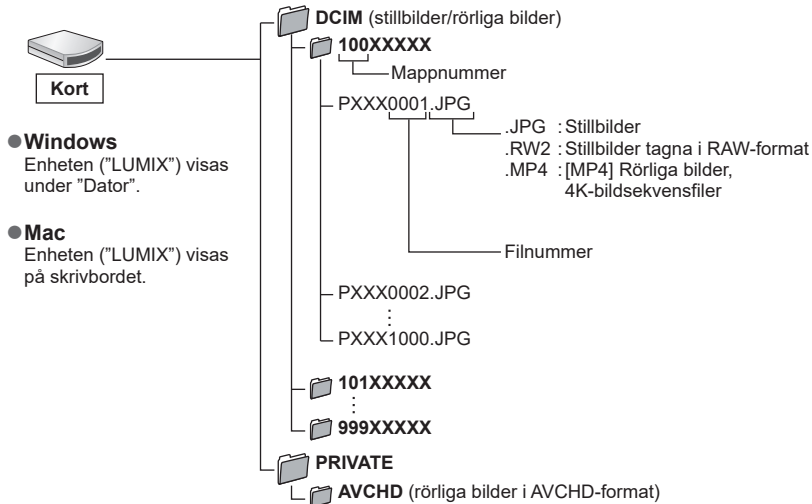 DCIM (stillbilder/rörliga bilder)
100XXXXX
Mappnummer
Kort
PXXX0001.JPG
.JPG : Stillbilder
.RW2 : Stillbilder tagna i RAW-format
.MP4 : [MP4] Rörliga bilder,
4K-bildsekvensfiler
●Windows
Enheten ("LUMIX") visas
under "Dator".
●Mac
Enheten ("LUMIX") visas
på skrivbordet.
Filnummer
PXXX0002.JPG
PXXX1000.JPG
101XXXXX
999XXXXX
PRIVATE
AVCHD (rörliga bilder i AVCHD-format)